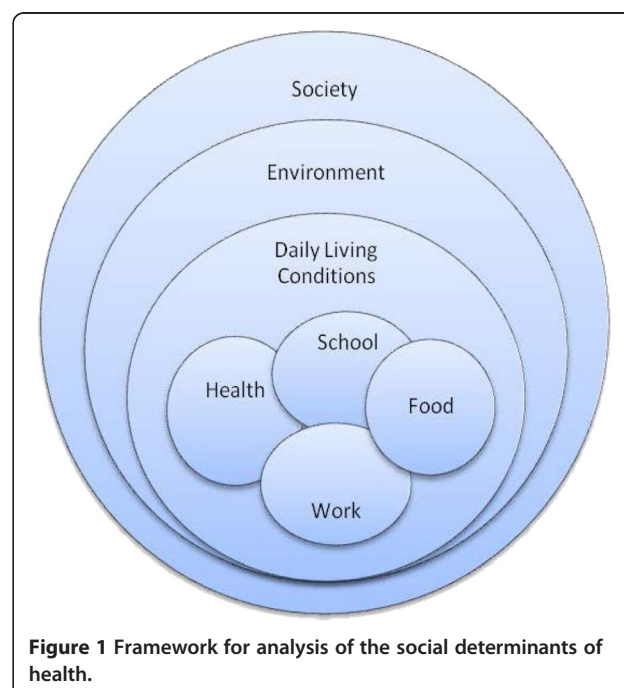 Society
Environment
Daily Living
Conditions
School
Health
Food
Work
Figure 1 Framework for analysis of the social determinants of
health.